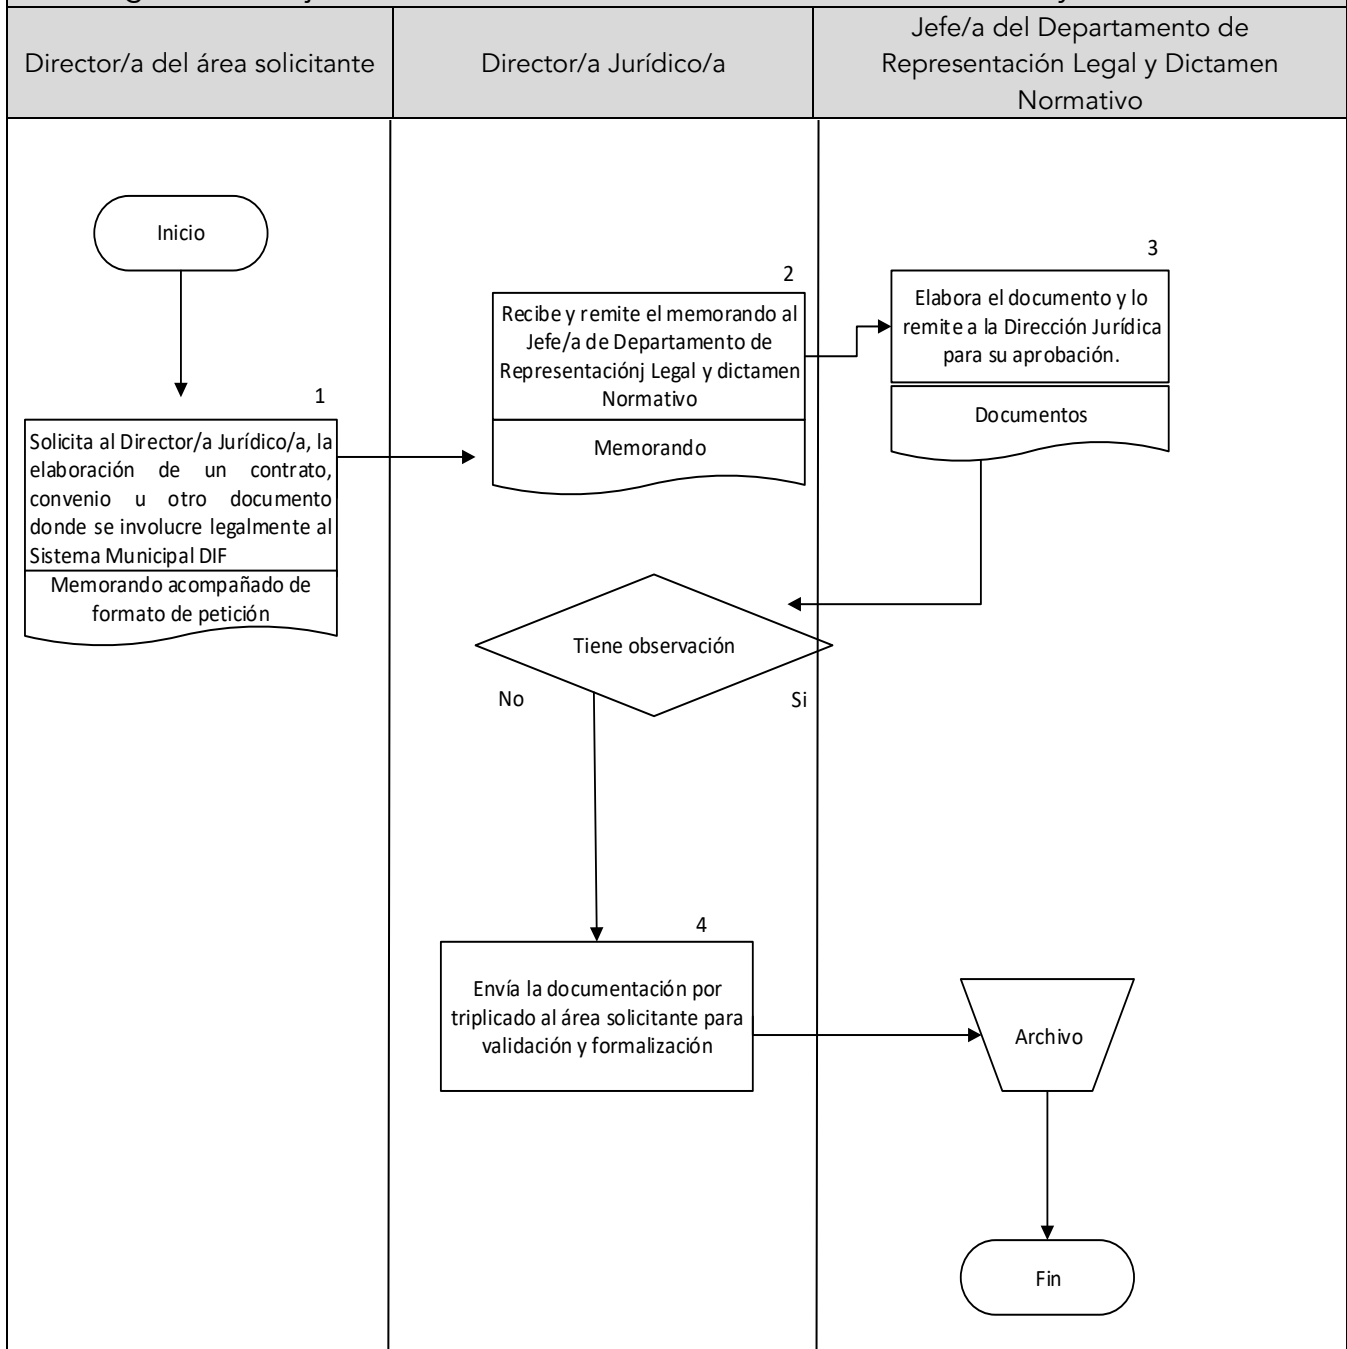 Director/a del área solicitante
Director/a Jurídico/a
Jefe/a del Departamento de
Representación Legal y Dictamen
Normativo
Inicio
1
Solicita al Director/a Jurídico/a, la
elaboración de un contrato,
convenio u otro documento
donde se involucre legalmente al
Sistema Municipal DIF
Memorando acompañado de
formato de petición
2
Recibe y remite el memorando al
Jefe/a de Departamento de
Representaciónj Legal y dictamen
Normativo
Memorando
3
Elabora el documento y lo
remite a la Dirección Jurídica
para su aprobación.
Documentos
Tiene observación
No
Si
4
Envía la documentación por
triplicado al área solicitante para
validación y formalización
Archivo
Fin